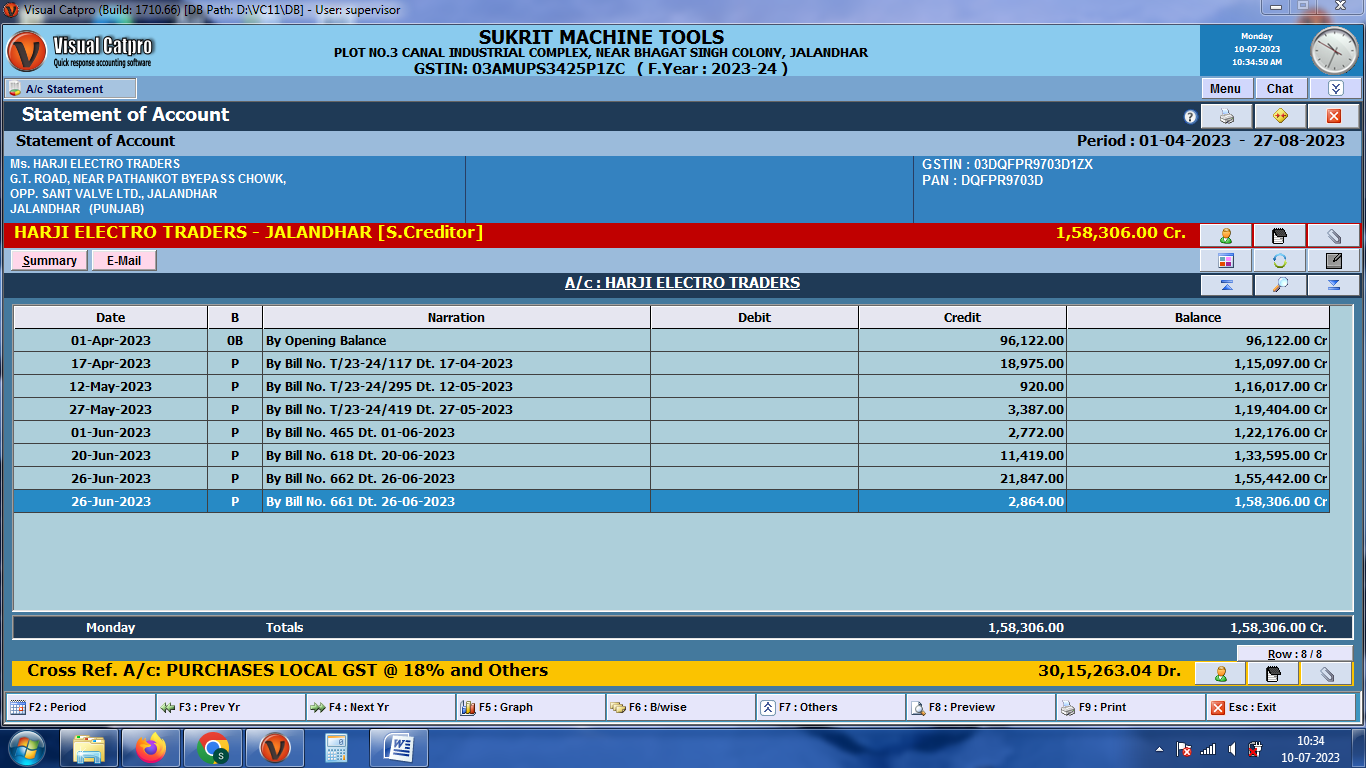 Visual Catpro (Build: 1710.66) [DB Path: D:\VC11\DB] - User: supervisor
Visual Catpro
Quick response accounting software
SUKRIT MACHINE TOOLS
PLOT NO.3 CANAL INDUSTRIAL COMPLEX, NEAR BHAGAT SINGH COLONY, JALANDHAR
GSTIN: 03AMUPS3425P1ZC ( F.Year : 2023-24 )
Monday
10-07-2023
10:34:50 AM
A/c Statement
Menu Chat
Statement of Account
Statement of Account Period : 01-04-2023 - 27-08-2023
Ms. HARJI ELECTRO TRADERS
G.T. ROAD, NEAR PATHANKOT BYEPASS CHOWK,
OPP. SANT VALVE LTD., JALANDHAR
JALANDHAR (PUNJAB)
GSTIN : 03DQFPR9703D1ZX
PAN : DQFPR9703D
HARJI ELECTRO TRADERS - JALANDHAR [S.Creditor] 1,58,306.00 Cr.
Summary E-Mail
A/c : HARJI ELECTRO TRADERS
Date B Narration Debit Credit Balance
01-Apr-2023 OB By Opening Balance 96,122.00 96,122.00 Cr
17-Apr-2023 P By Bill No. T/23-24/117 Dt. 17-04-2023 18,975.00 1,15,097.00 Cr
12-May-2023 P By Bill No. T/23-24/295 Dt. 12-05-2023 920.00 1,16,017.00 Cr
27-May-2023 P By Bill No. T/23-24/419 Dt. 27-05-2023 3,387.00 1,19,404.00 Cr
01-Jun-2023 P By Bill No. 465 Dt. 01-06-2023 2,772.00 1,22,176.00 Cr
20-Jun-2023 P By Bill No. 618 Dt. 20-06-2023 11,419.00 1,33,595.00 Cr
26-Jun-2023 P By Bill No. 662 Dt. 26-06-2023 21,847.00 1,55,442.00 Cr
26-Jun-2023 P By Bill No. 661 Dt. 26-06-2023 2,864.00 1,58,306.00 Cr
Monday Totals 1,58,306.00 1,58,306.00 Cr.
Row : 8 / 8
Cross Ref. A/c: PURCHASES LOCAL GST @ 18% and Others 30,15,263.04 Dr.
F2 : Period F3 : Prev Yr F4 : Next Yr F5 : Graph F6 : B/wise F7 : Others F8 : Preview F9 : Print Esc : Exit
10:34
10-07-2023